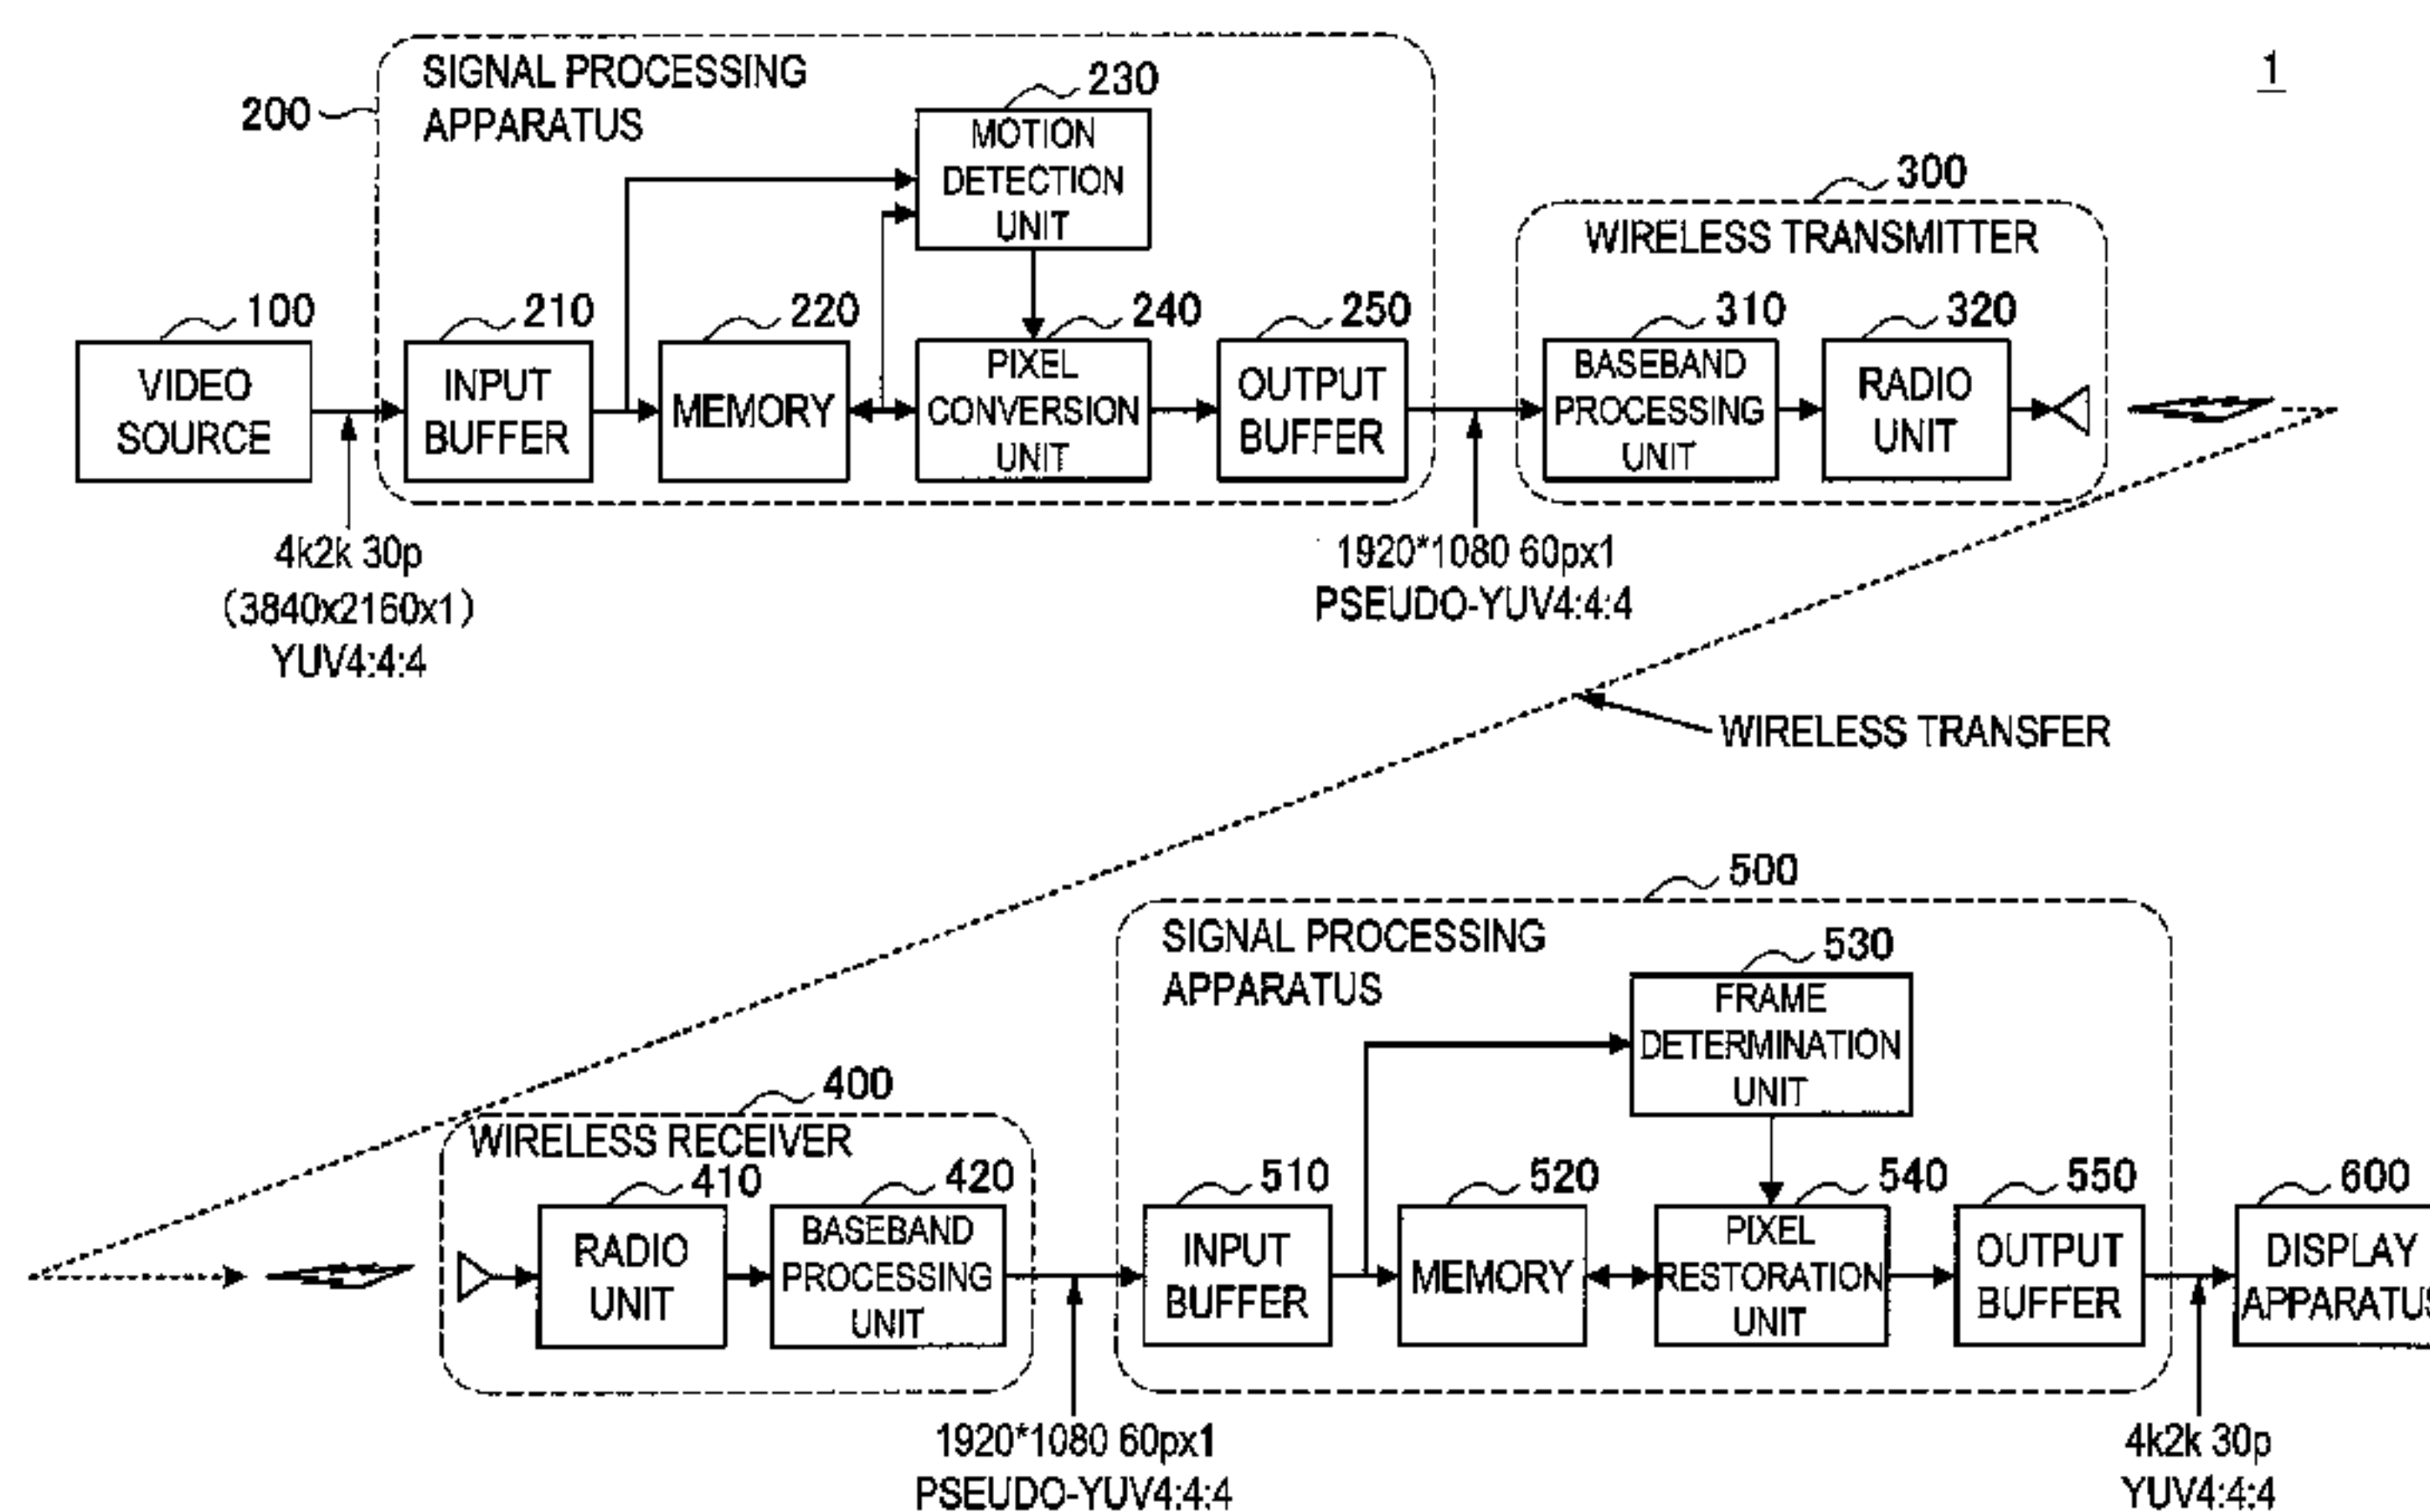 1
200
SIGNAL PROCESSING
APPARATUS
230
MOTION
DETECTION
UNIT
300
WIRELESS TRANSMITTER
100
VIDEO
SOURCE
210
INPUT
BUFFER
220
MEMORY
240
PIXEL
CONVERSION
UNIT
250
OUTPUT
BUFFER
310
BASEBAND
PROCESSING
UNIT
320
RADIO
UNIT
4k2k 30p
(3840x2160x1)
YUV4:4:4
1920*1080 60px1
PSEUDO-YUV4:4:4
WIRELESS TRANSFER
400
WIRELESS RECEIVER
410
RADIO
UNIT
420
BASEBAND
PROCESSING
UNIT
1920*1080 60px1
PSEUDO-YUV4:4:4
500
SIGNAL PROCESSING
APPARATUS
530
FRAME
DETERMINATION
UNIT
510
INPUT
BUFFER
520
MEMORY
540
PIXEL
RESTORATION
UNIT
550
OUTPUT
BUFFER
600
DISPLAY
APPARATUS
4k2k 30p
YUV4:4:4